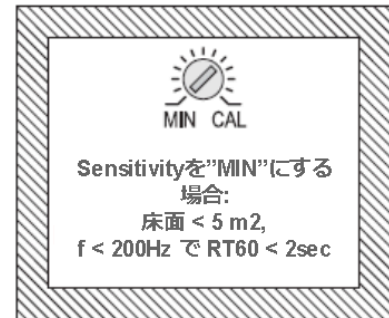 MIN CAL
Sensitivityを”MIN”にする
場合:
床面 < 5 m2,
f < 200Hz で RT60 < 2sec